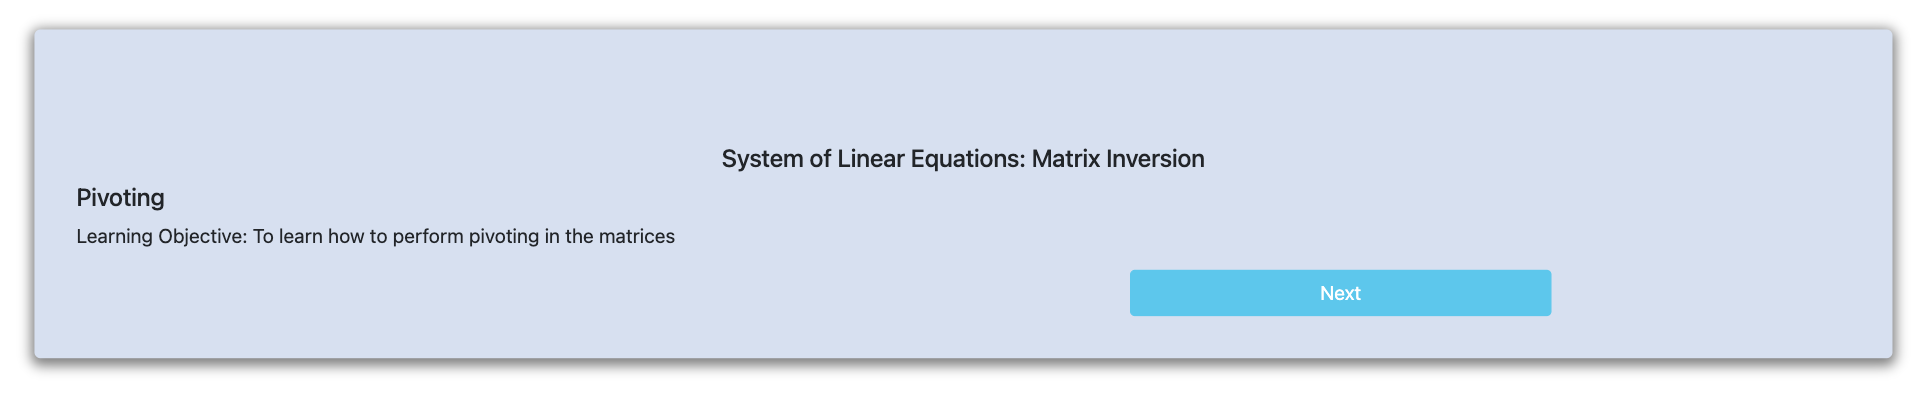 System of Linear Equations: Matrix Inversion
Pivoting
Learning Objective: To learn how to perform pivoting in the matrices
Next